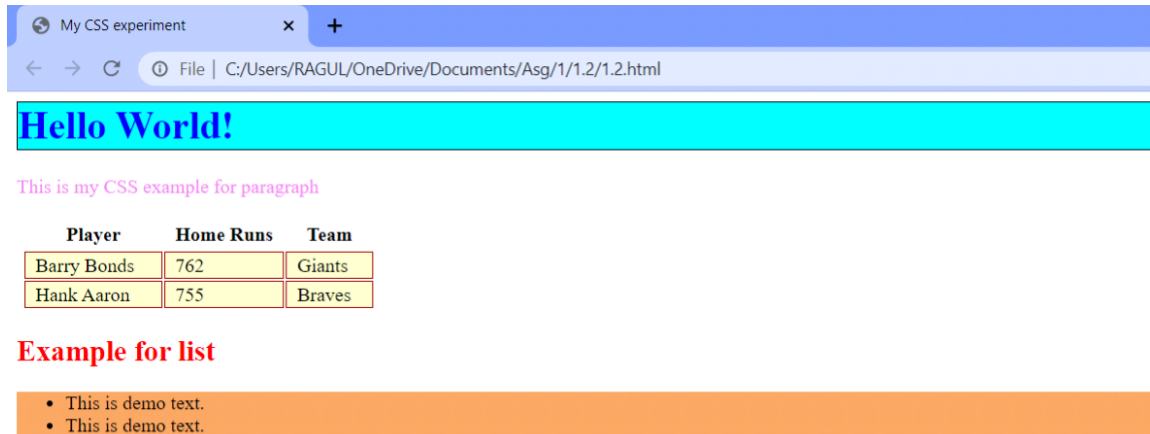 My CSS experiment
File | C:/Users/RAGUL/OneDrive/Documents/Asg/1/1.2/1.2.html
Hello World!
This is my CSS example for paragraph
Player Home Runs Team
Barry Bonds 762 Giants
Hank Aaron 755 Braves
Example for list
• This is demo text.
• This is demo text.